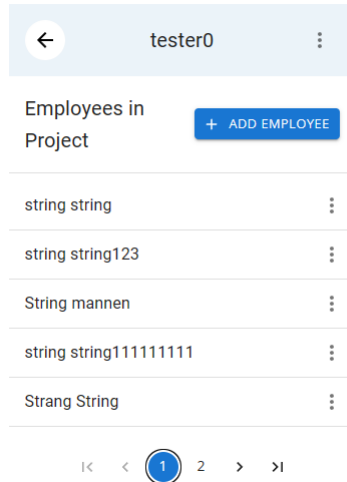 tester0
Employees in
Project
+ ADD EMPLOYEE
string string
string string123
String mannen
string string111111111
Strang String
1 2